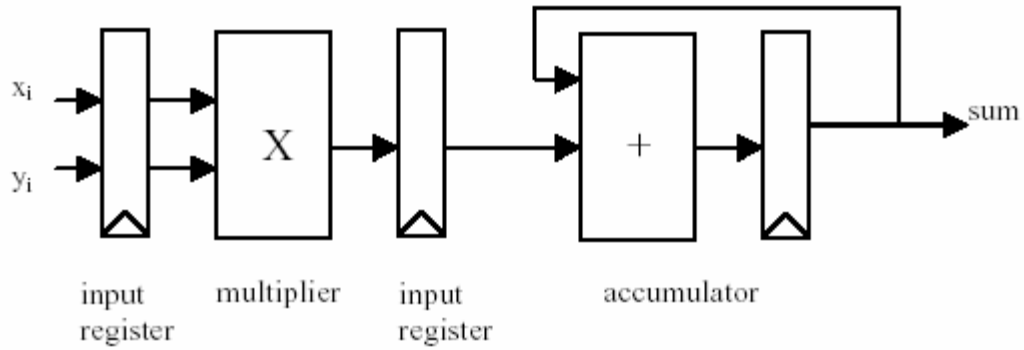 xᵢ
yᵢ
X
+
sum
input
register
multiplier
input
register
accumulator